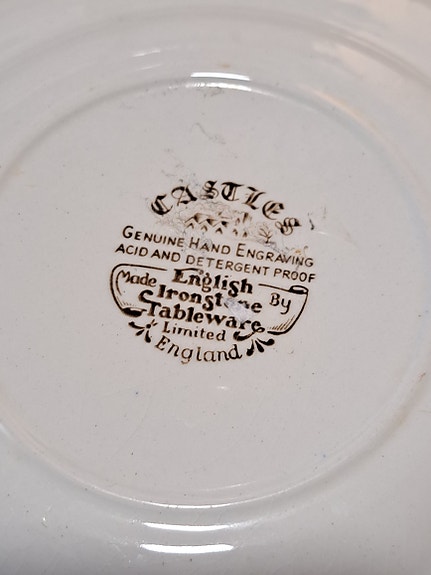 CASTLES
GENUINE HAND ENGRAVING
ACID AND DETERGENT PROOF
Made English By
Ironstone
Tableware
Limited
England